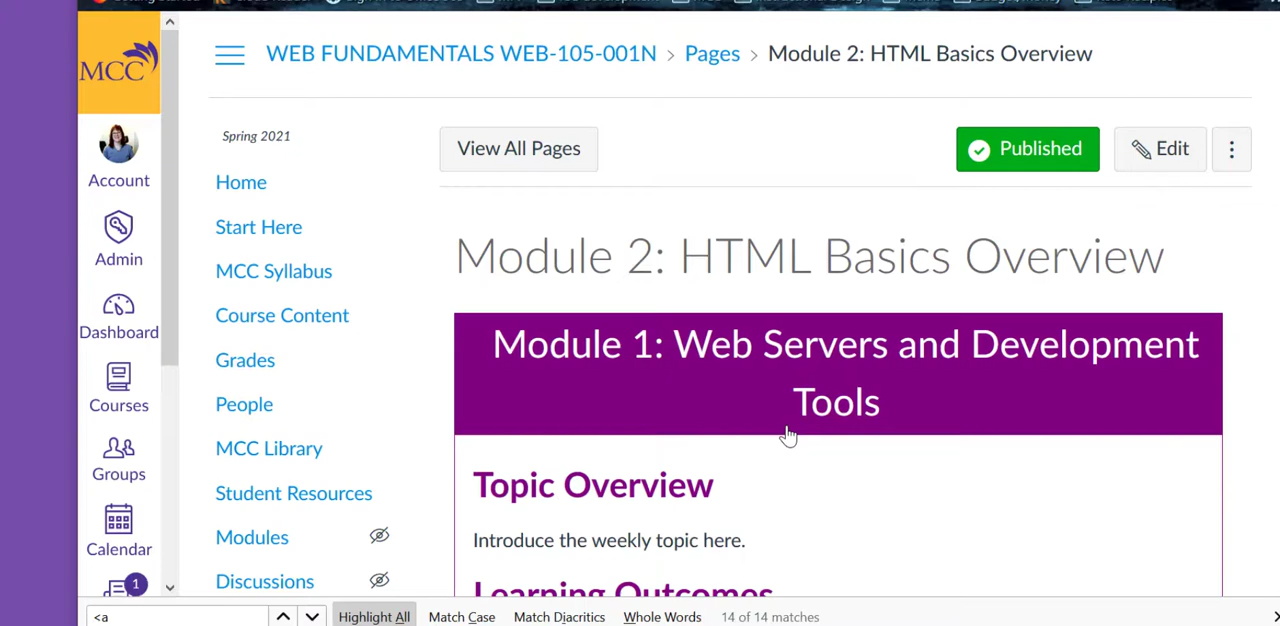 WEB FUNDAMENTALS WEB-105-001N > Pages > Module 2: HTML Basics Overview
MCC
Spring 2021
View All Pages
Published
Edit
Account
Home
Start Here
Module 2: HTML Basics Overview
Admin
MCC Syllabus
Course Content
Dashboard
Module 1: Web Servers and Development
Tools
Grades
People
Courses
MCC Library
Groups
Topic Overview
Student Resources
Modules
Introduce the weekly topic here.
Calendar
Discussions
Learning Outcomes
1
<a
Highlight All
Match Case
Match Diacritics
Whole Words
14 of 14 matches